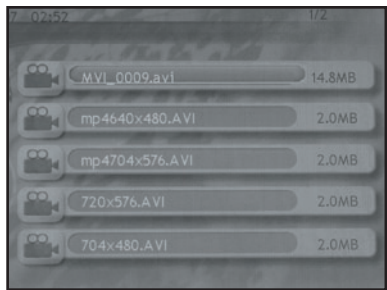 7 02:52 1/2
MVI_0009.avi 14.8MB
mp4640x480.AVI 2.0MB
mp4704x576.AVI 2.0MB
720x576.AVI 2.0MB
704x480.AVI 2.0MB